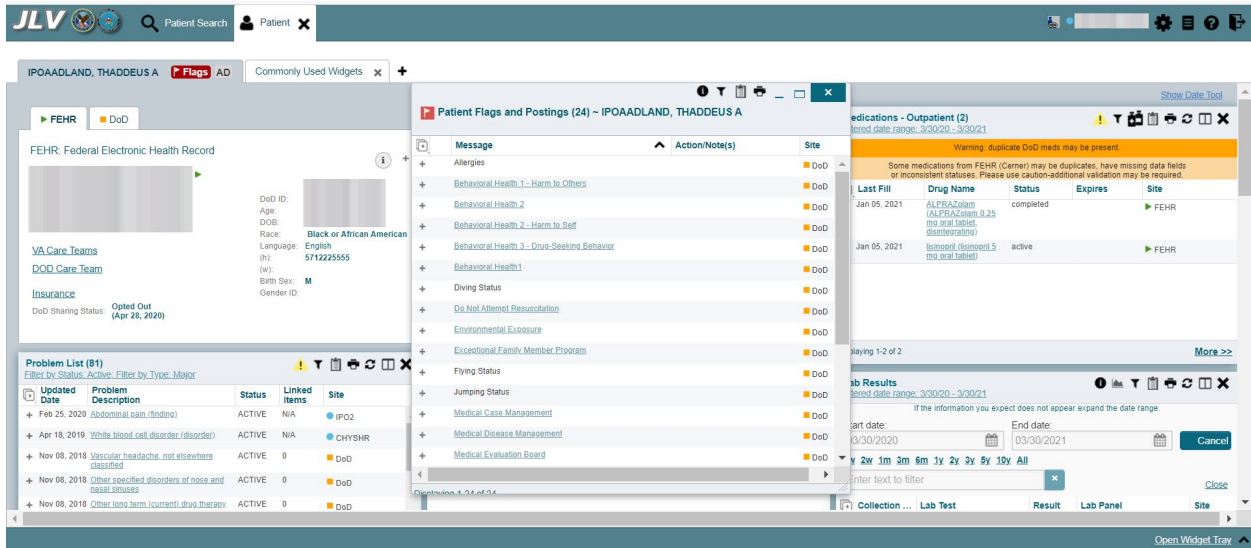 JLV Patient Search Patient
IPOAADLAND, THADDEUS A Flags AD Commonly Used Widgets
Show Date Tool
FEHR DoD
FEHR: Federal Electronic Health Record
DoD ID:
Age:
DOB:
Race: Black or African American
Language: English
(h): 5712225555
(w):
Birth Sex: M
Gender ID:
VA Care Teams
DOD Care Team
Insurance
DoD Sharing Status: Opted Out
(Apr 28, 2020)
Problem List (81)
Filter by Status: Active; Filter by Type: Major
Updated Date Problem Description Status Linked Items Site
+ Feb 25, 2020 Abdominal pain (finding) ACTIVE N/A IPO2
+ Apr 18, 2019 White blood cell disorder (disorder) ACTIVE N/A CHYSHR
+ Nov 08, 2018 Vascular headache, not elsewhere classified ACTIVE 0 DoD
+ Nov 08, 2018 Other specified disorders of nose and nasal sinuses ACTIVE 0 DoD
+ Nov 08, 2018 Other long term (current) drug therapy ACTIVE 0 DoD
Patient Flags and Postings (24) ~ IPOAADLAND, THADDEUS A
Message Action/Note(s) Site
+ Allergies DoD
+ Behavioral Health 1 - Harm to Others DoD
+ Behavioral Health 2 DoD
+ Behavioral Health 2 - Harm to Self DoD
+ Behavioral Health 3 - Drug-Seeking Behavior DoD
+ Behavioral Health1 DoD
+ Diving Status DoD
+ Do Not Attempt Resuscitation DoD
+ Environmental Exposure DoD
+ Exceptional Family Member Program DoD
+ Flying Status DoD
+ Jumping Status DoD
+ Medical Case Management DoD
+ Medical Disease Management DoD
+ Medical Evaluation Board DoD
Displaying 1-24 of 24
edications - Outpatient (2)
tered date range: 3/30/20 - 3/30/21
Warning: duplicate DoD meds may be present.
Some medications from FEHR (Cerner) may be duplicates, have missing data fields
or inconsistent statuses. Please use caution-additional validation may be required.
Last Fill Drug Name Status Expires Site
Jan 05, 2021 ALPRAZolam (ALPRAZolam 0.25 mg oral tablet, disintegrating) completed FEHR
Jan 05, 2021 lisinopril (lisinopril 5 mg oral tablet) active FEHR
playing 1-2 of 2 More >>
ab Results
tered date range: 3/30/20 - 3/30/21
If the information you expect does not appear expand the date range.
tart date: End date:
03/30/2020 03/30/2021 Cancel
w 2w 1m 3m 6m 1y 2y 3y 5y 10y All
Enter text to filter Close
Collection ... Lab Test Result Lab Panel Site
Open Widget Tray